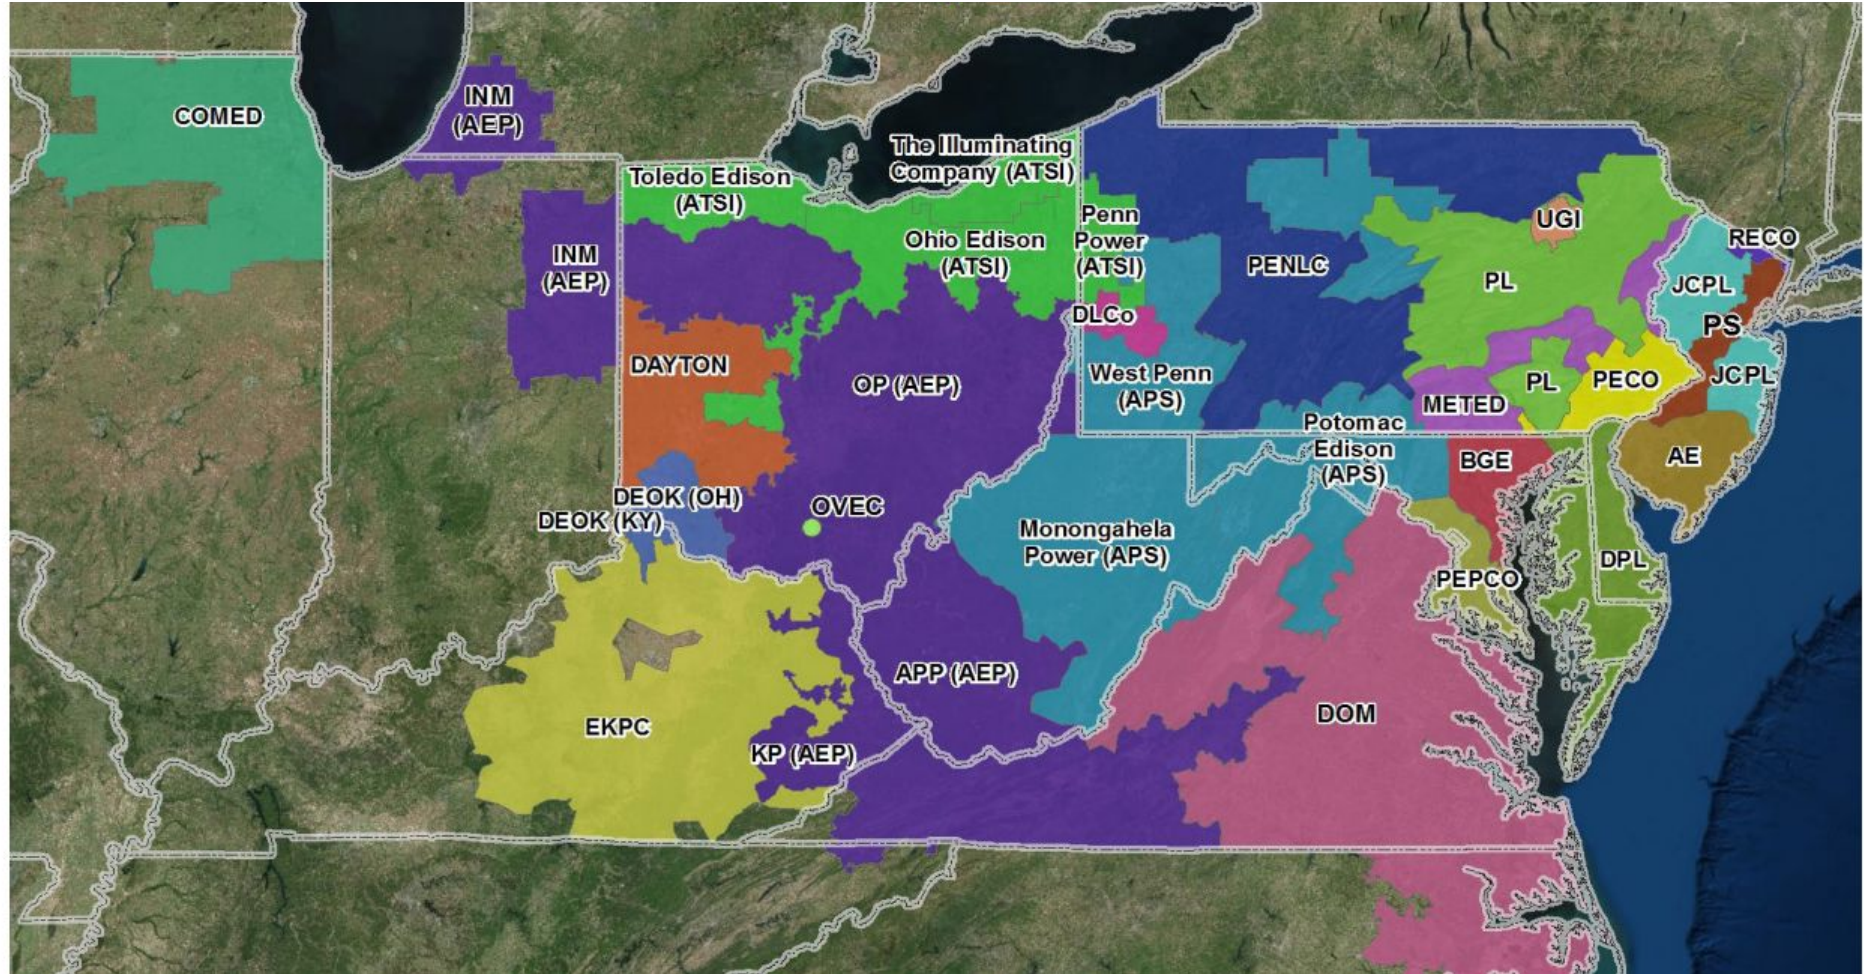 COMED
INM
(AEP)
The Illuminating
Company (ATSI)
Toledo Edison
(ATSI)
Penn
Power
(ATSI)
UGI
RECO
Ohio Edison
(ATSI)
INM
(AEP)
PENLC
PL
JCPL
DLCo
PS
DAYTON
OP (AEP)
West Penn
(APS)
PL
PECO
JCPL
METED
Potomac
Edison
(APS)
BGE
AE
DEOK (OH)
DEOK (KY)
OVEC
Monongahela
Power (APS)
DPL
PEPCO
APP (AEP)
DOM
EKPC
KP (AEP)